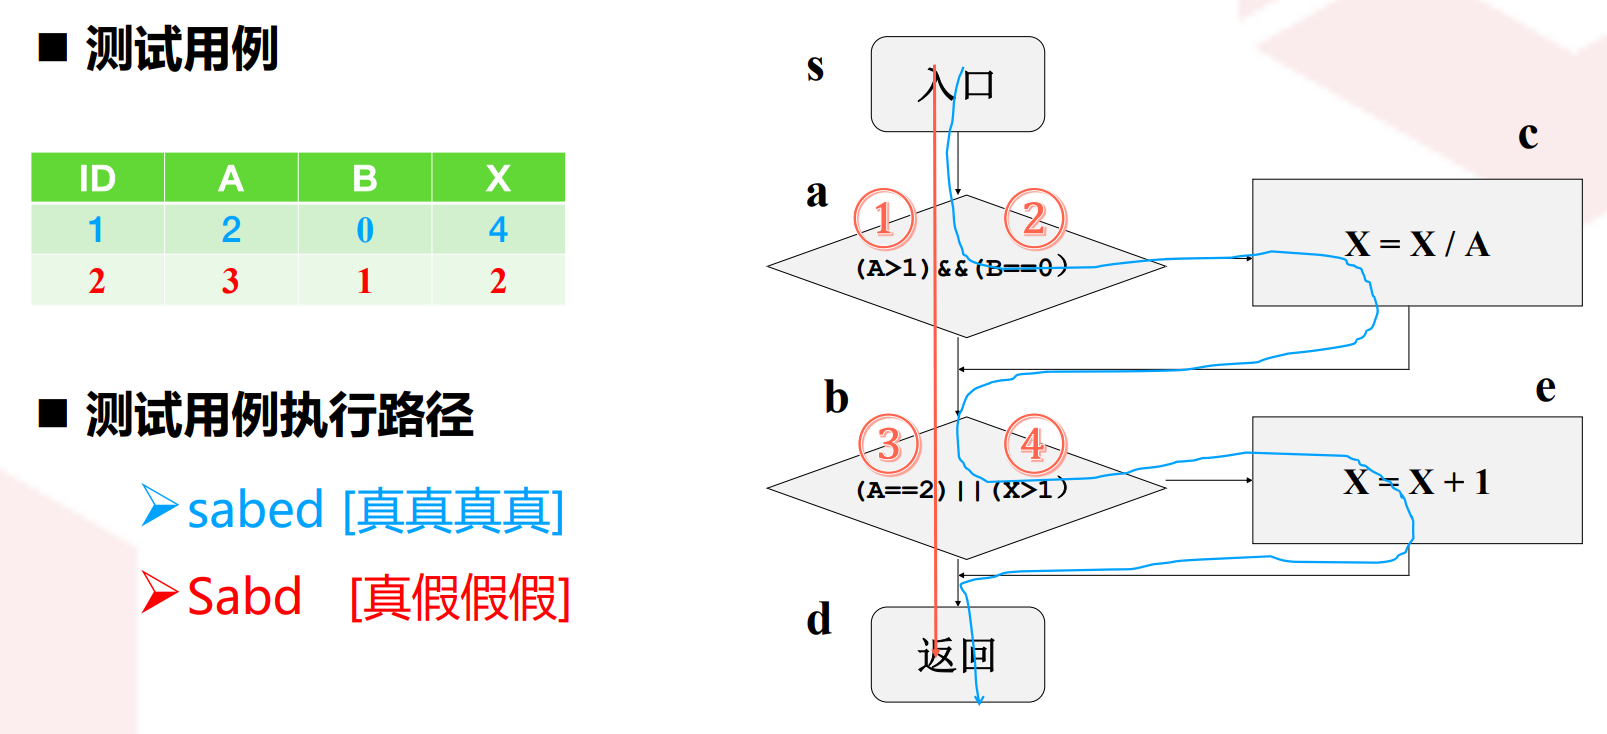 ■ 测试用例
ID A B X
1 2 0 4
2 3 1 2
■ 测试用例执行路径
➢ sabed [真真真真]
➢ Sabd [真假假假]
s
入口
c
a
① ②
(A>1)&&(B==0)
X = X / A
b
e
③ ④
(A==2)||(X>1)
X = X + 1
d
返回